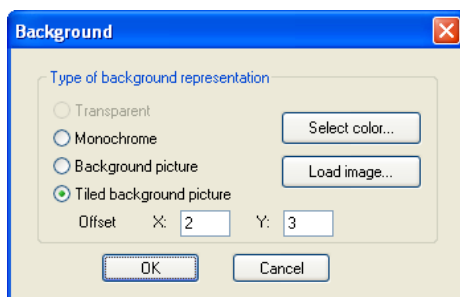 Background
Type of background representation
Transparent
Monochrome
Select color...
Background picture
Load image...
Tiled background picture
Offset X: 2 Y: 3
OK Cancel